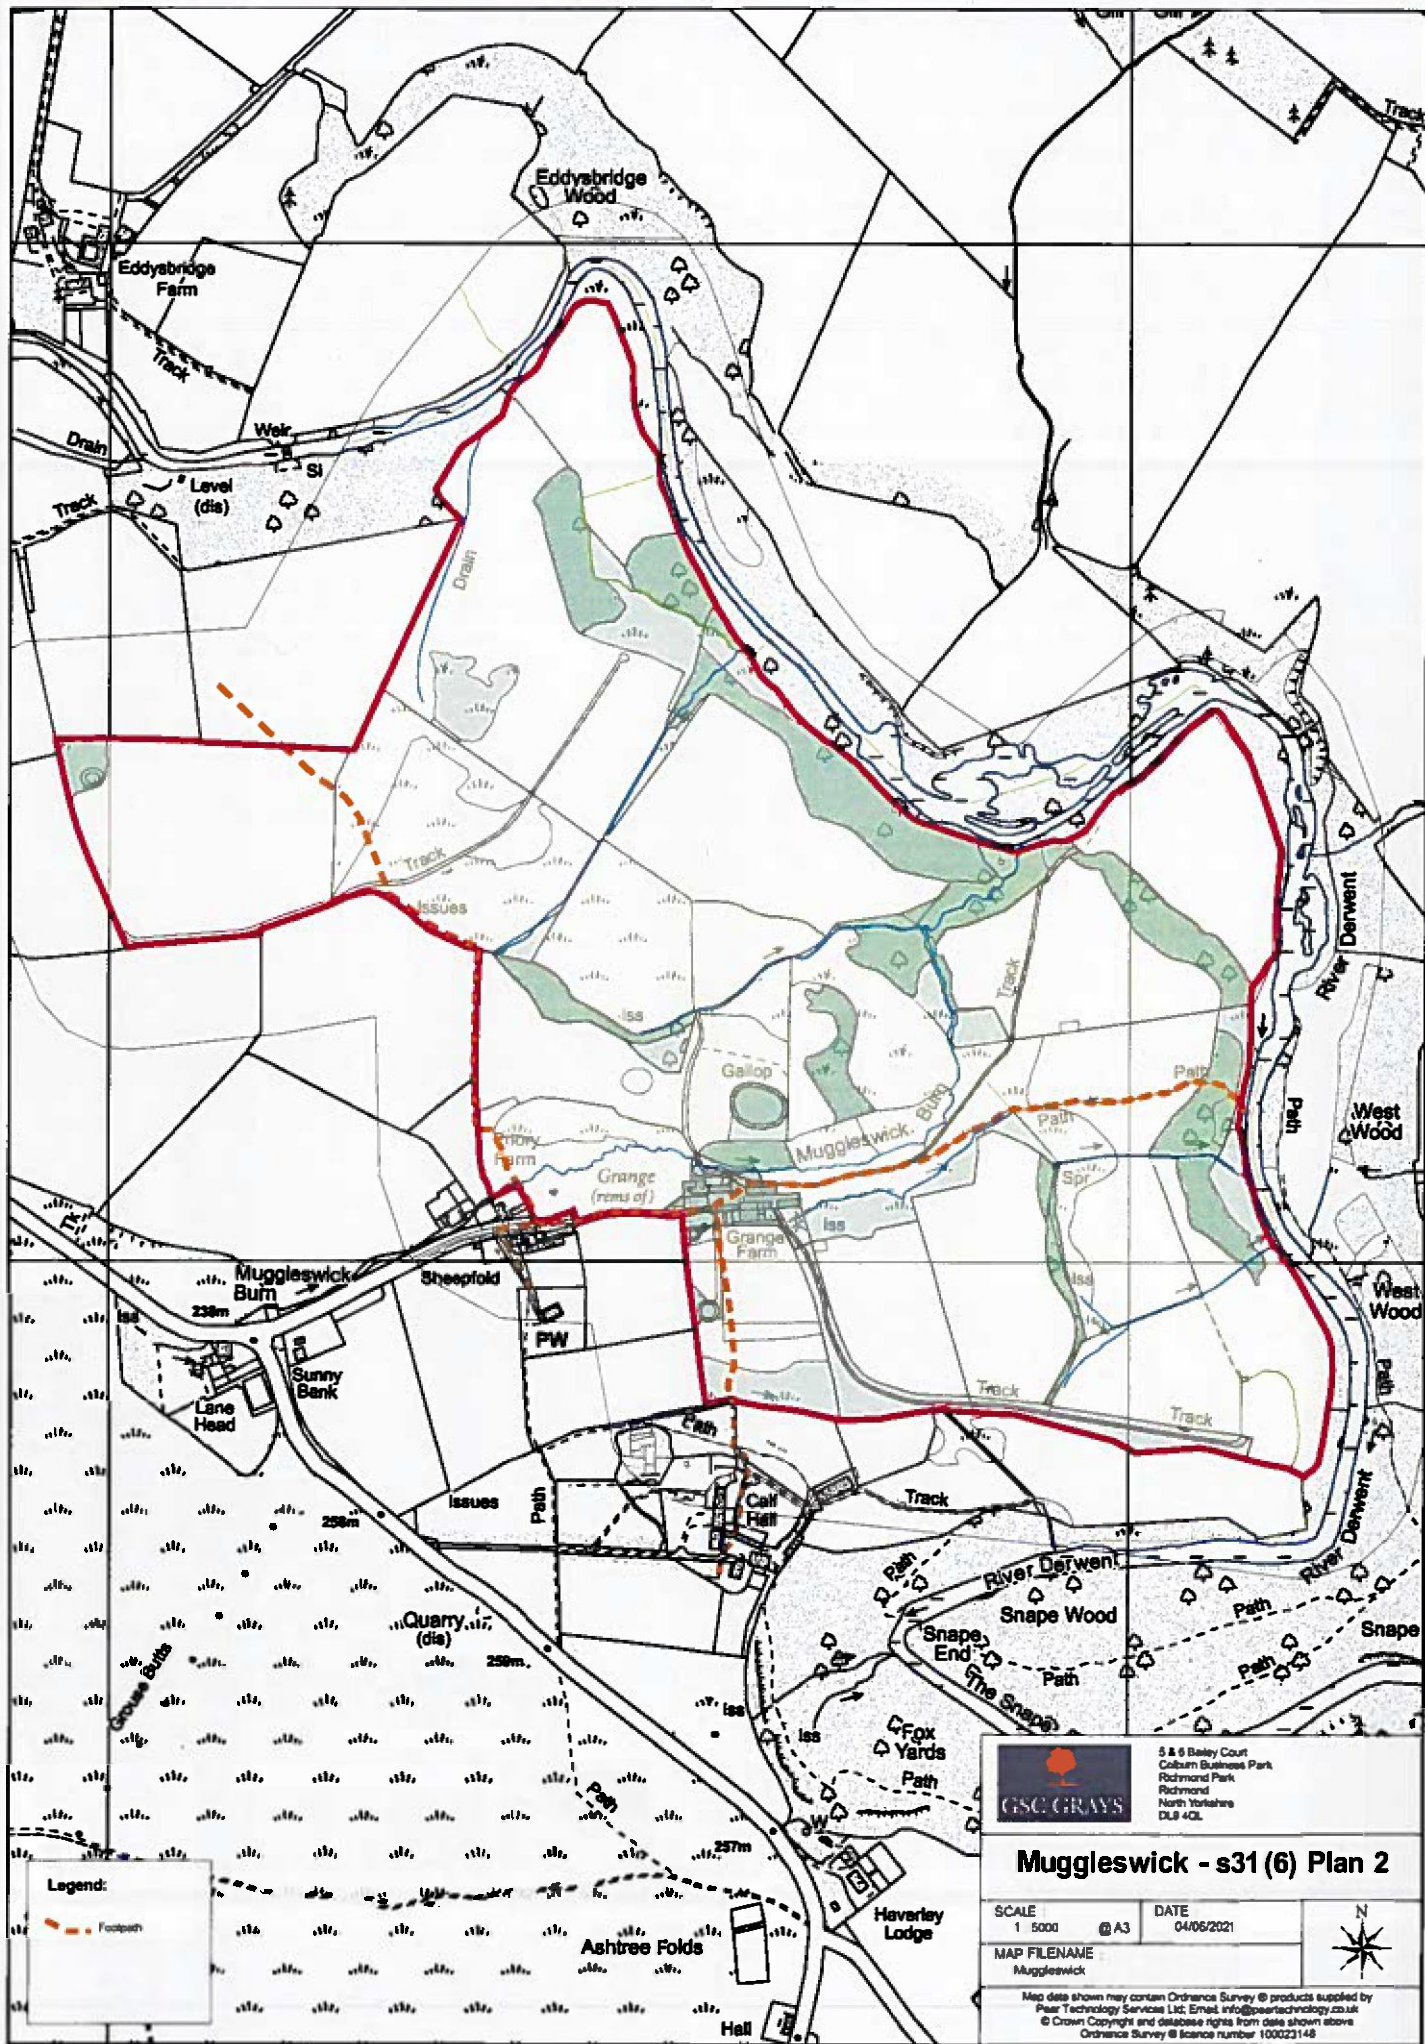 Gill
Gill
Track
Eddysbridge
Wood
Eddysbridge
Farm
Track
Weir
Drain
Sl
Level
(dis)
Track
Drain
Track
Issues
River Derwent
Track
Iss
Gallop
Path
Path
Path
West
Wood
Burn
Muggleswick
Priory
Farm
Grange
(rems of)
Spr
Iss
Grange
Farm
Tk
Muggleswick
Burn
Sheepfold
Iss
238m
PW
Iss
West
Wood
Sunny
Bank
Lane
Head
Path
Track
Track
Path
Issues
Path
Calf
Hall
Track
256m
River Derwent
Path
River Derwent
Snape Wood
Path
Quarry
(dis)
Snape
End
Snape
259m
Path
Path
The Snape
Grouse Butts
Iss
Iss
Fox
Yards
Path
Path
W
257m
Haverley
Lodge
Ashtree Folds
Hall
Legend:
Footpath
GSC GRAYS
5 & 6 Bailey Court
Colburn Business Park
Richmond Park
Richmond
North Yorkshire
DL9 4QL
Muggleswick - s31 (6) Plan 2
SCALE
1 5000 @ A3
DATE
04/06/2021
N
MAP FILENAME
Muggleswick
Map data shown may contain Ordnance Survey ® products supplied by
Pear Technology Services Ltd; Email: info@peartechnology.co.uk
© Crown Copyright and database rights from date shown above
Ordnance Survey ® licence number 100023148